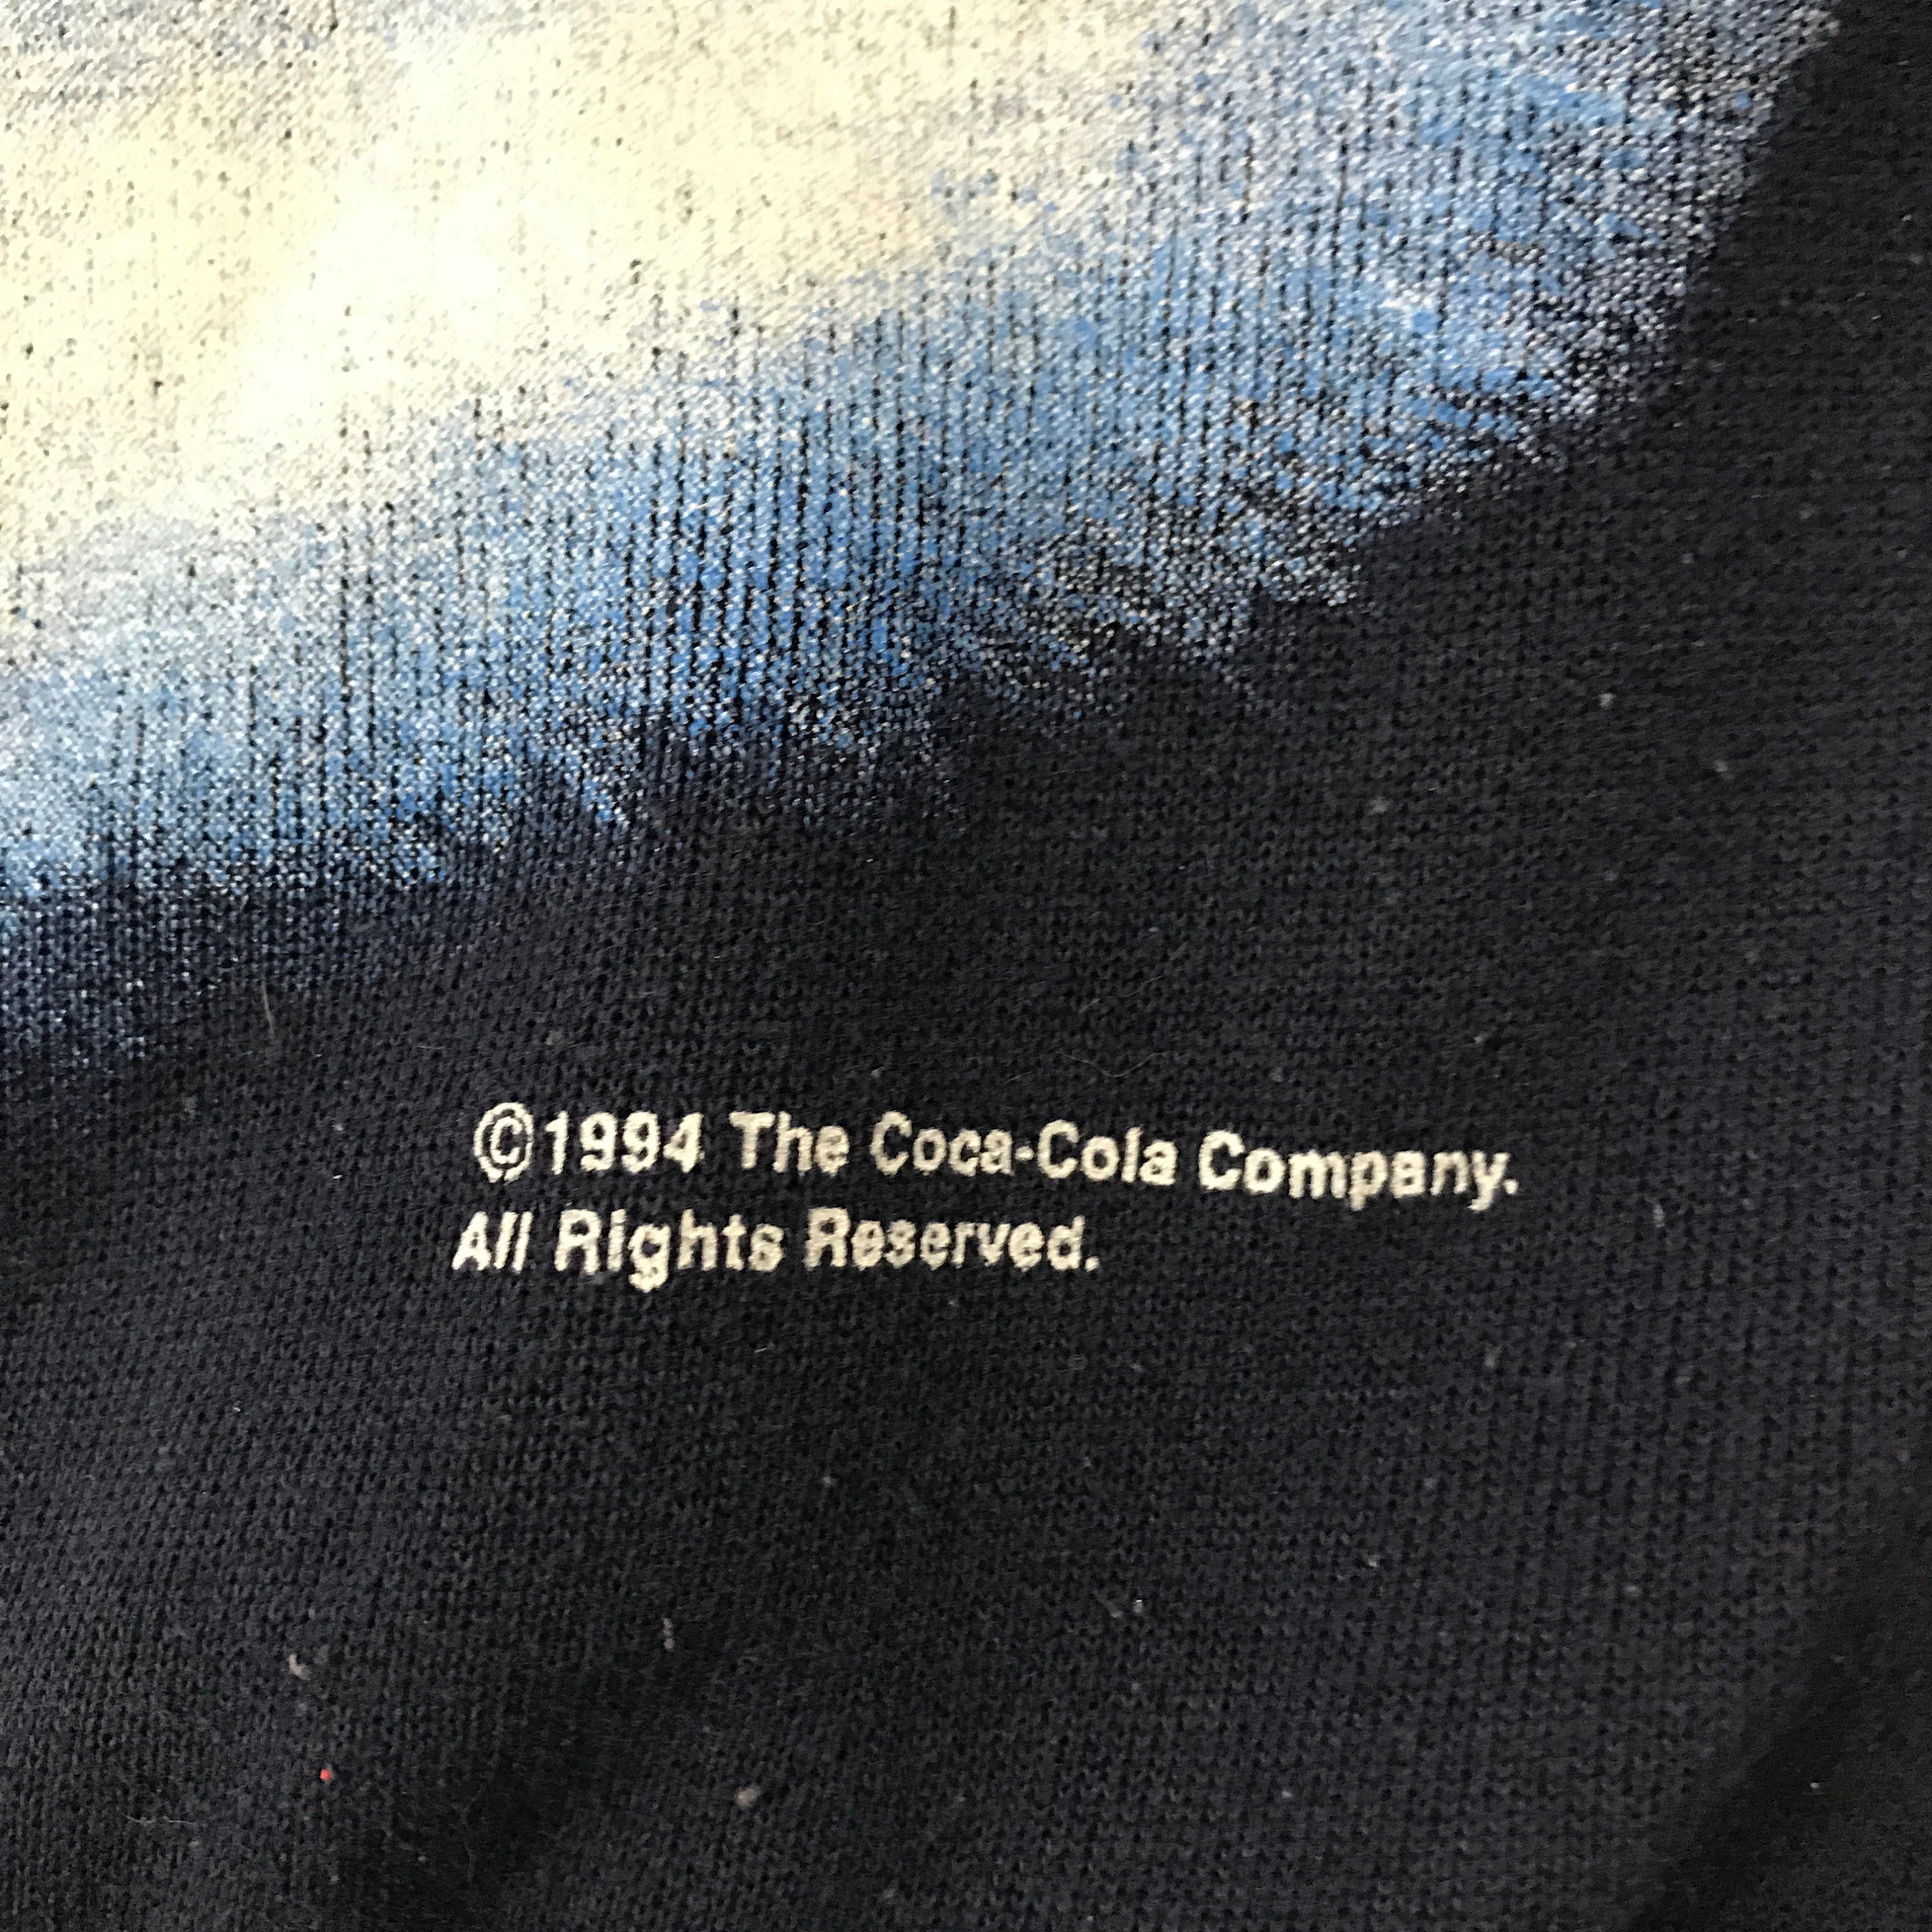 ©1994 The Coca-Cola Company.
All Rights Reserved.